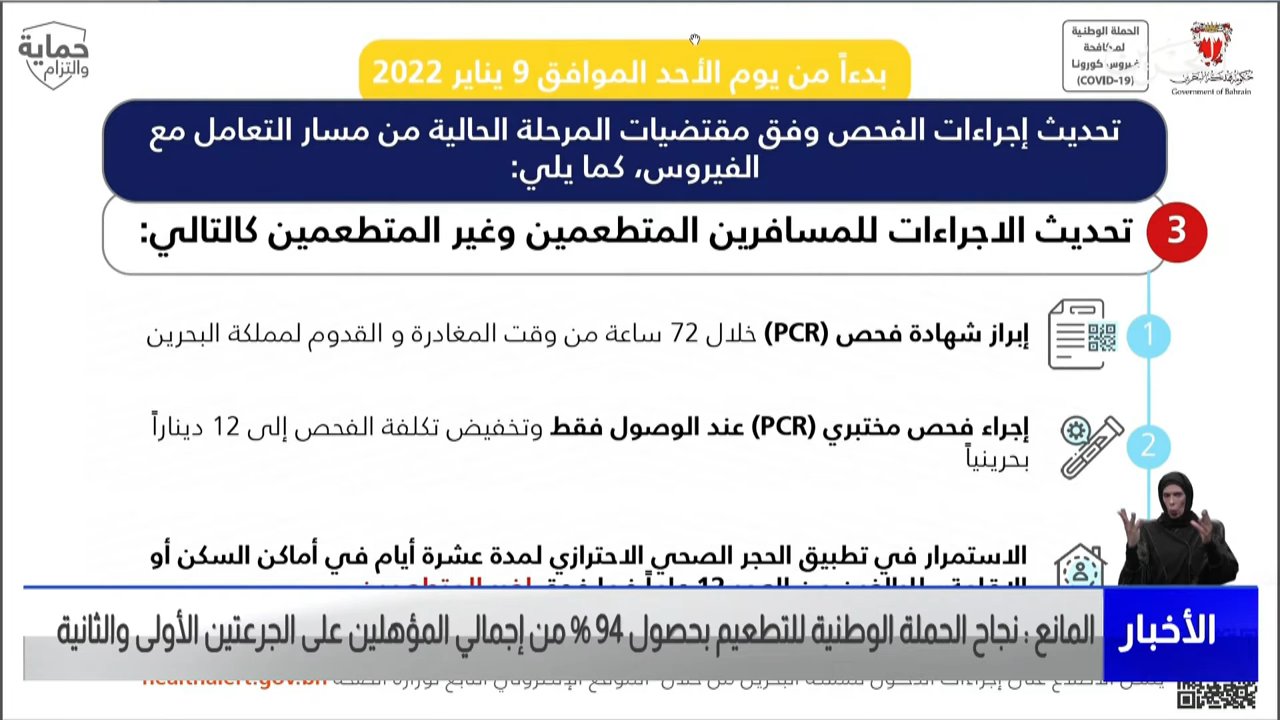 حماية
والتزام
الحملة الوطنية
لمكافحة
فيروس كورونا
(COVID-19)
Government of Bahrain
بدءاً من يوم الأحد الموافق 9 يناير 2022
تحديث إجراءات الفحص وفق مقتضيات المرحلة الحالية من مسار التعامل مع
الفيروس، كما يلي:
3 تحديث الاجراءات للمسافرين المتطعمين وغير المتطعمين كالتالي:
1 إبراز شهادة فحص (PCR) خلال 72 ساعة من وقت المغادرة و القدوم لمملكة البحرين
2 إجراء فحص مختبري (PCR) عند الوصول فقط وتخفيض تكلفة الفحص إلى 12 ديناراً
بحرينياً
الاستمرار في تطبيق الحجر الصحي الاحترازي لمدة عشرة أيام في أماكن السكن أو
الأخبار المانع : نجاح الحملة الوطنية للتطعيم بحصول 94 % من إجمالي المؤهلين على الجرعتين الأولى والثانية
healthalert.gov.bh